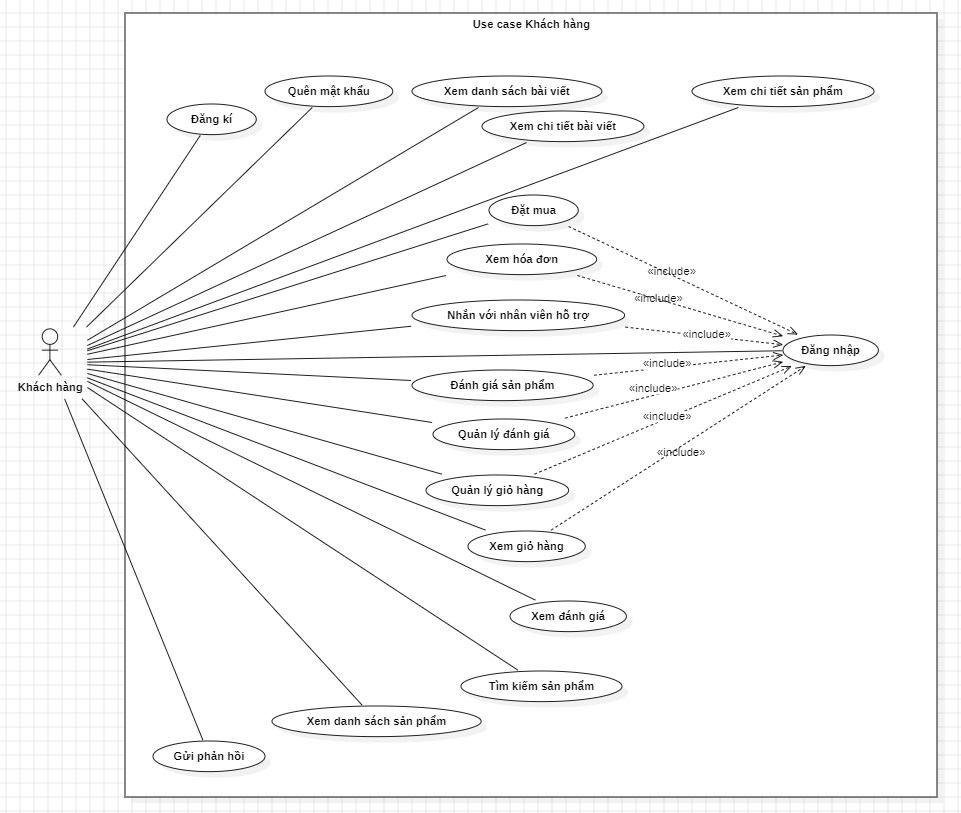 Use case Khách hàng
Quên mật khẩu
Xem danh sách bài viết
Xem chi tiết sản phẩm
Đăng kí
Xem chi tiết bài viết
Đặt mua
Xem hóa đơn
«include»
«include»
Nhắn với nhân viên hỗ trợ
«include»
Đăng nhập
«include»
Khách hàng
Đánh giá sản phẩm
«include»
«include»
Quản lý đánh giá
«include»
Quản lý giỏ hàng
Xem giỏ hàng
Xem đánh giá
Tìm kiếm sản phẩm
Xem danh sách sản phẩm
Gửi phản hồi